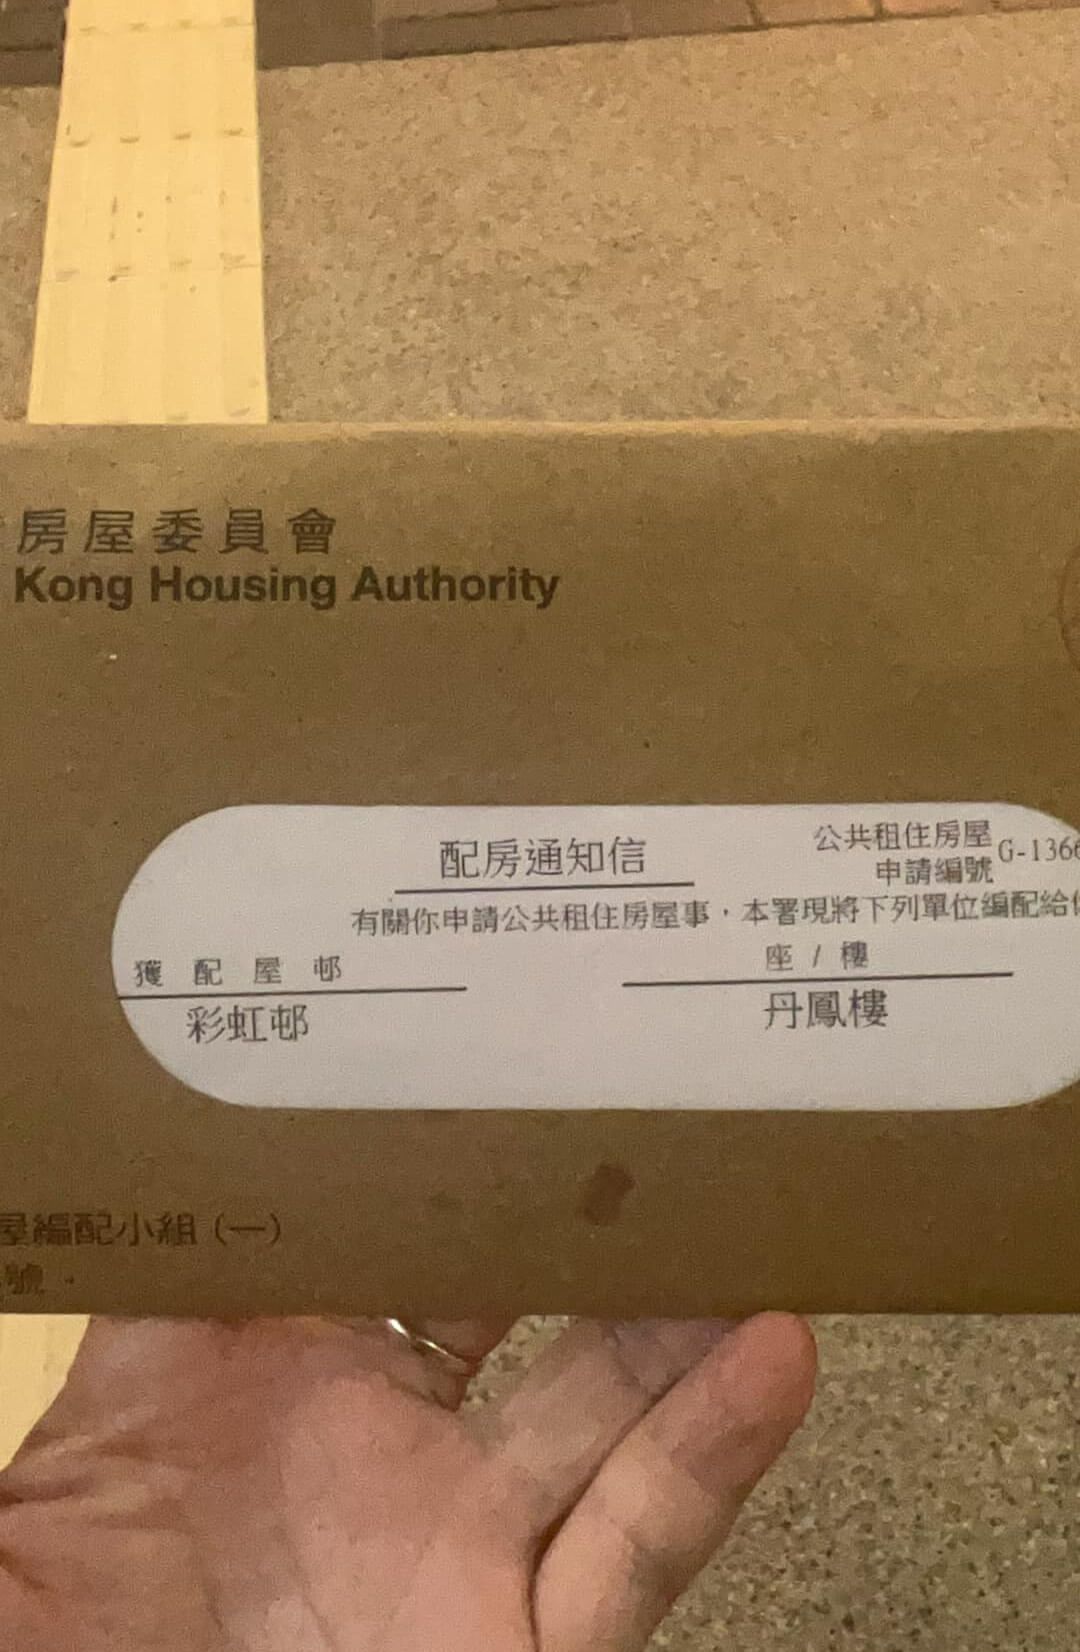 房屋委員會
Kong Housing Authority
配房通知信
公共租住房屋
申請編號 G-1366
有關你申請公共租住房屋事，本署現將下列單位編配給
獲配屋邨
座 / 樓
彩虹邨
丹鳳樓
屋編配小組 (一)
號